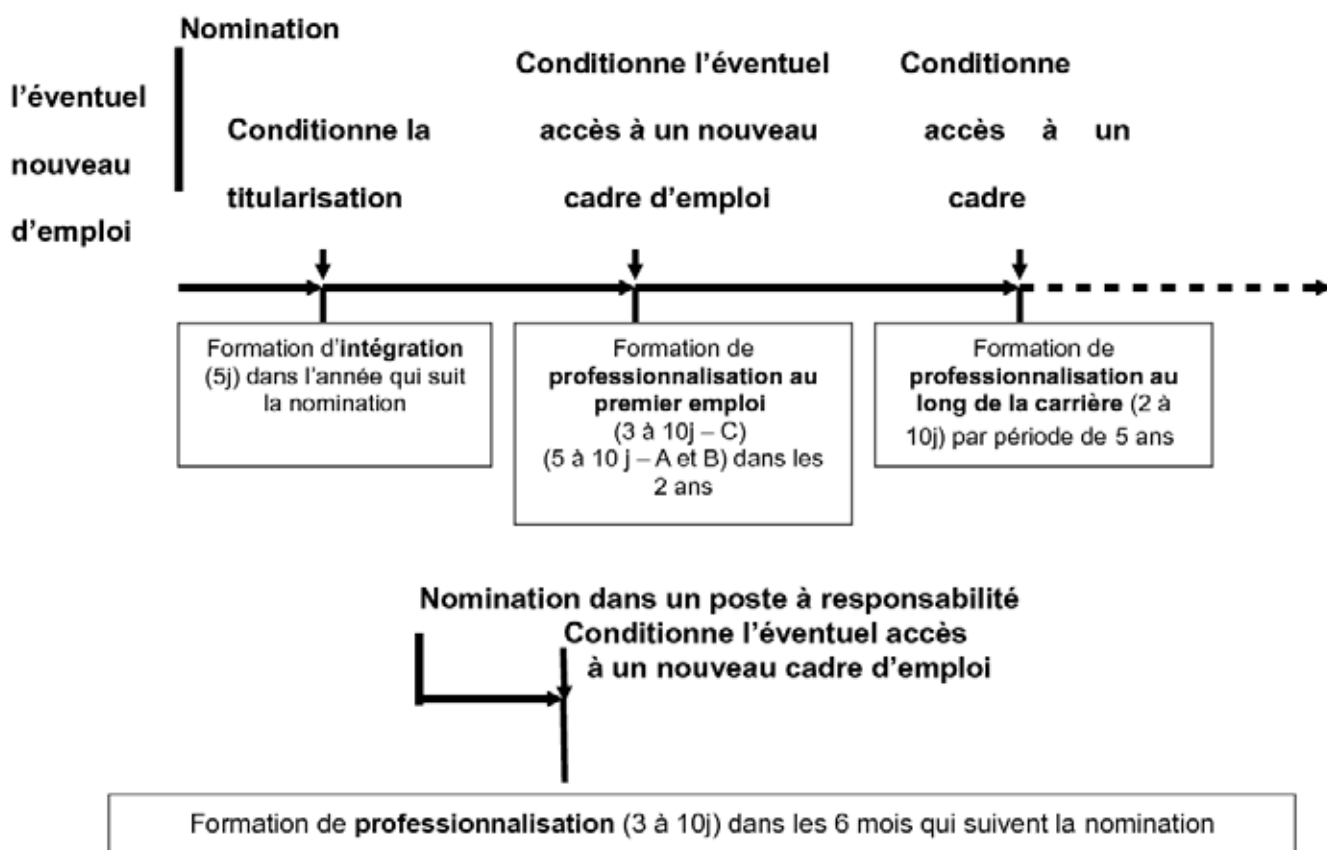 Nomination
l'éventuel
nouveau
d'emploi
Conditionne la
titularisation
Conditionne l'éventuel
accès à un nouveau
cadre d'emploi
Conditionne
accès à un
cadre
Formation d'intégration
(5j) dans l'année qui suit
la nomination
Formation de
professionnalisation au
premier emploi
(3 à 10j – C)
(5 à 10 j – A et B) dans les
2 ans
Formation de
professionnalisation au
long de la carrière (2 à
10j) par période de 5 ans
Nomination dans un poste à responsabilité
Conditionne l'éventuel accès
à un nouveau cadre d'emploi
Formation de professionnalisation (3 à 10j) dans les 6 mois qui suivent la nomination